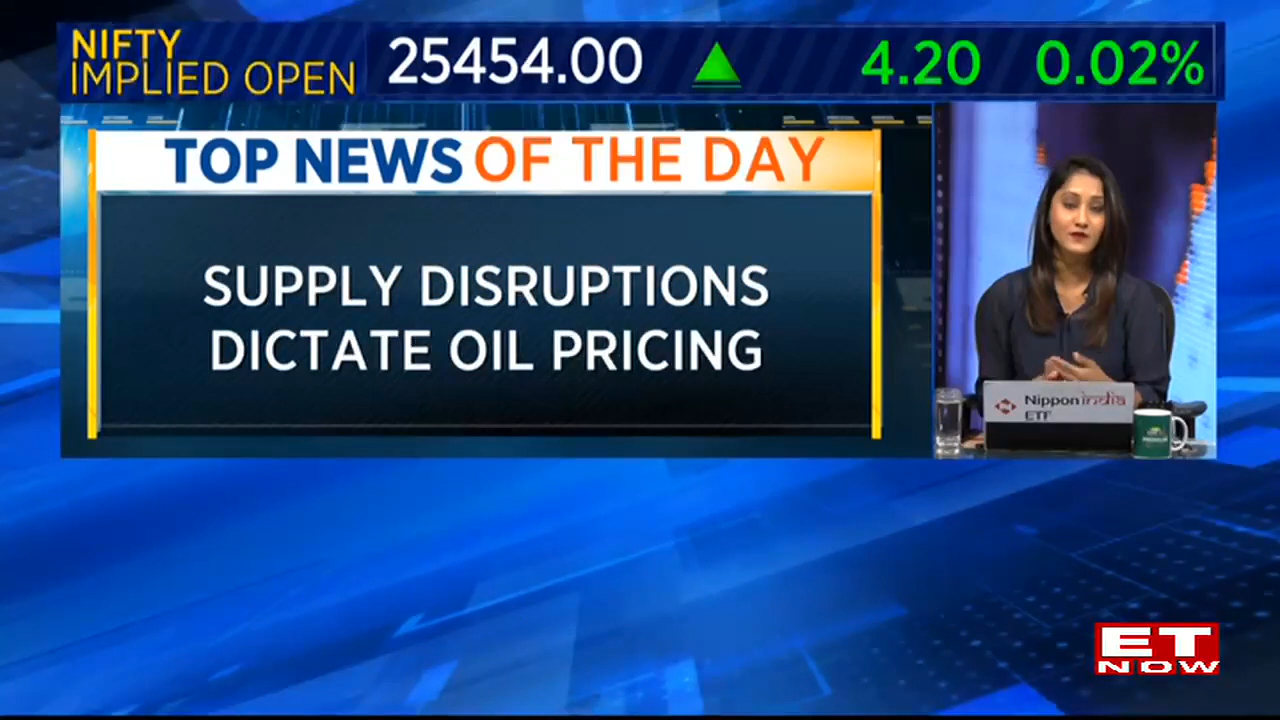 NIFTY
IMPLIED OPEN
25454.00 4.20 0.02%
TOP NEWS OF THE DAY
SUPPLY DISRUPTIONS
DICTATE OIL PRICING
Nippon india
ETF
ET
NOW